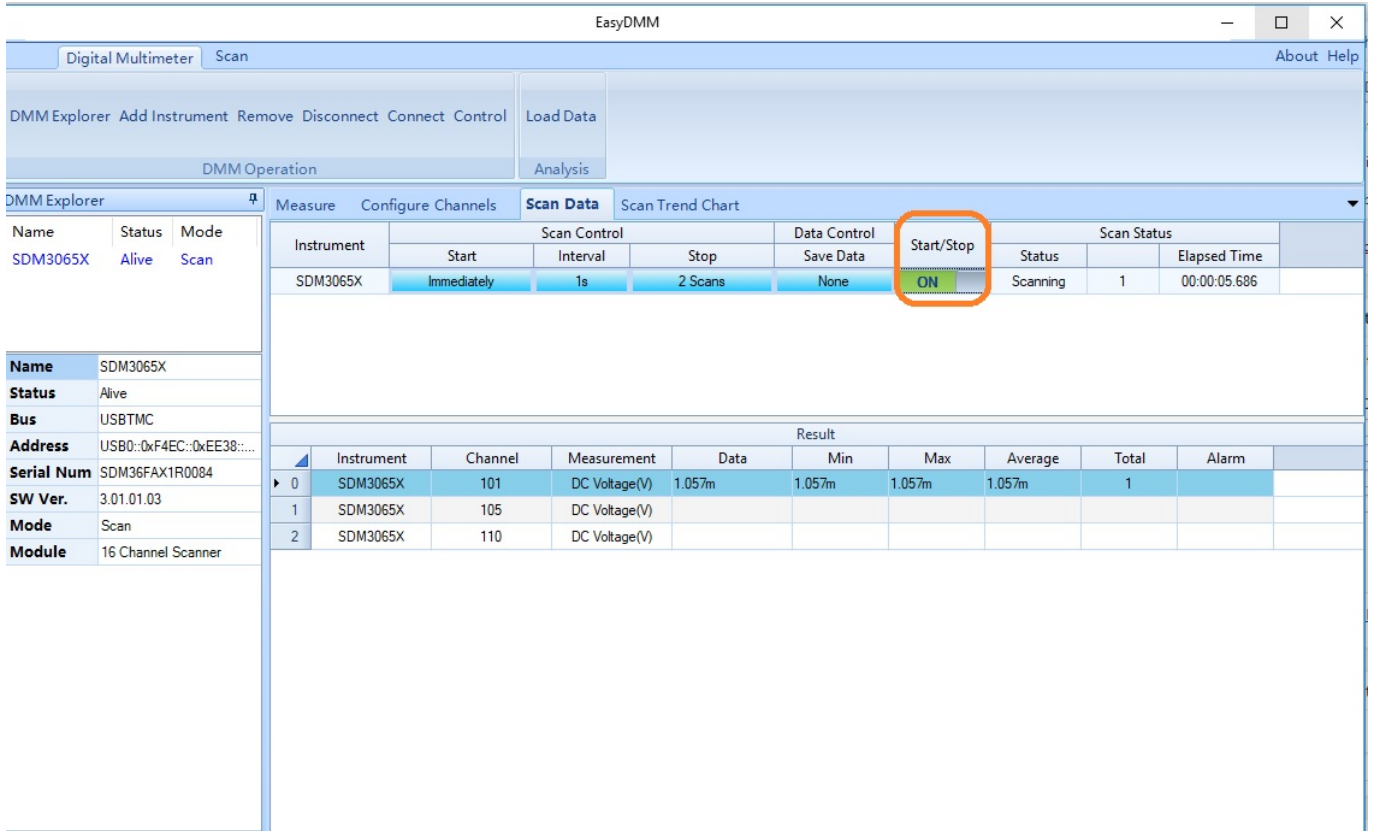 EasyDMM
Digital Multimeter Scan About Help
DMM Explorer Add Instrument Remove Disconnect Connect Control Load Data
DMM Operation Analysis
DMM Explorer
Name Status Mode
SDM3065X Alive Scan
Name SDM3065X
Status Alive
Bus USBTMC
Address USB0::0xF4EC::0xEE38::...
Serial Num SDM36FAX1R0084
SW Ver. 3.01.01.03
Mode Scan
Module 16 Channel Scanner
Measure Configure Channels Scan Data Scan Trend Chart
Instrument Scan Control Data Control Start/Stop Scan Status
Start Interval Stop Save Data Status Elapsed Time
SDM3065X Immediately 1s 2 Scans None ON Scanning 1 00:00:05.686
Result
Instrument Channel Measurement Data Min Max Average Total Alarm
0 SDM3065X 101 DC Voltage(V) 1.057m 1.057m 1.057m 1.057m 1
1 SDM3065X 105 DC Voltage(V)
2 SDM3065X 110 DC Voltage(V)